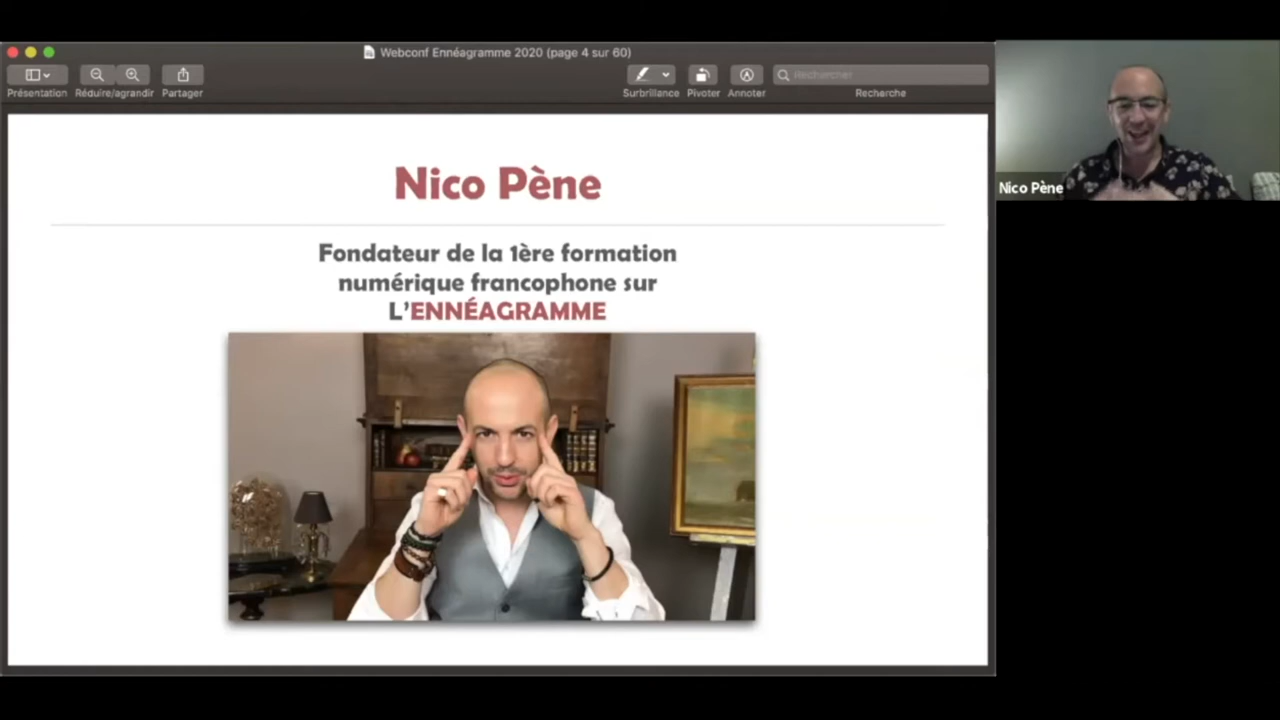 Webconf Ennéagramme 2020 (page 4 sur 60)
Présentation
Réduire/agrandir
Partager
Surbrillance
Pivoter
Annoter
Rechercher
Recherche
Nico Pène
Fondateur de la 1ère formation
numérique francophone sur
L'ENNÉAGRAMME
Nico Pène